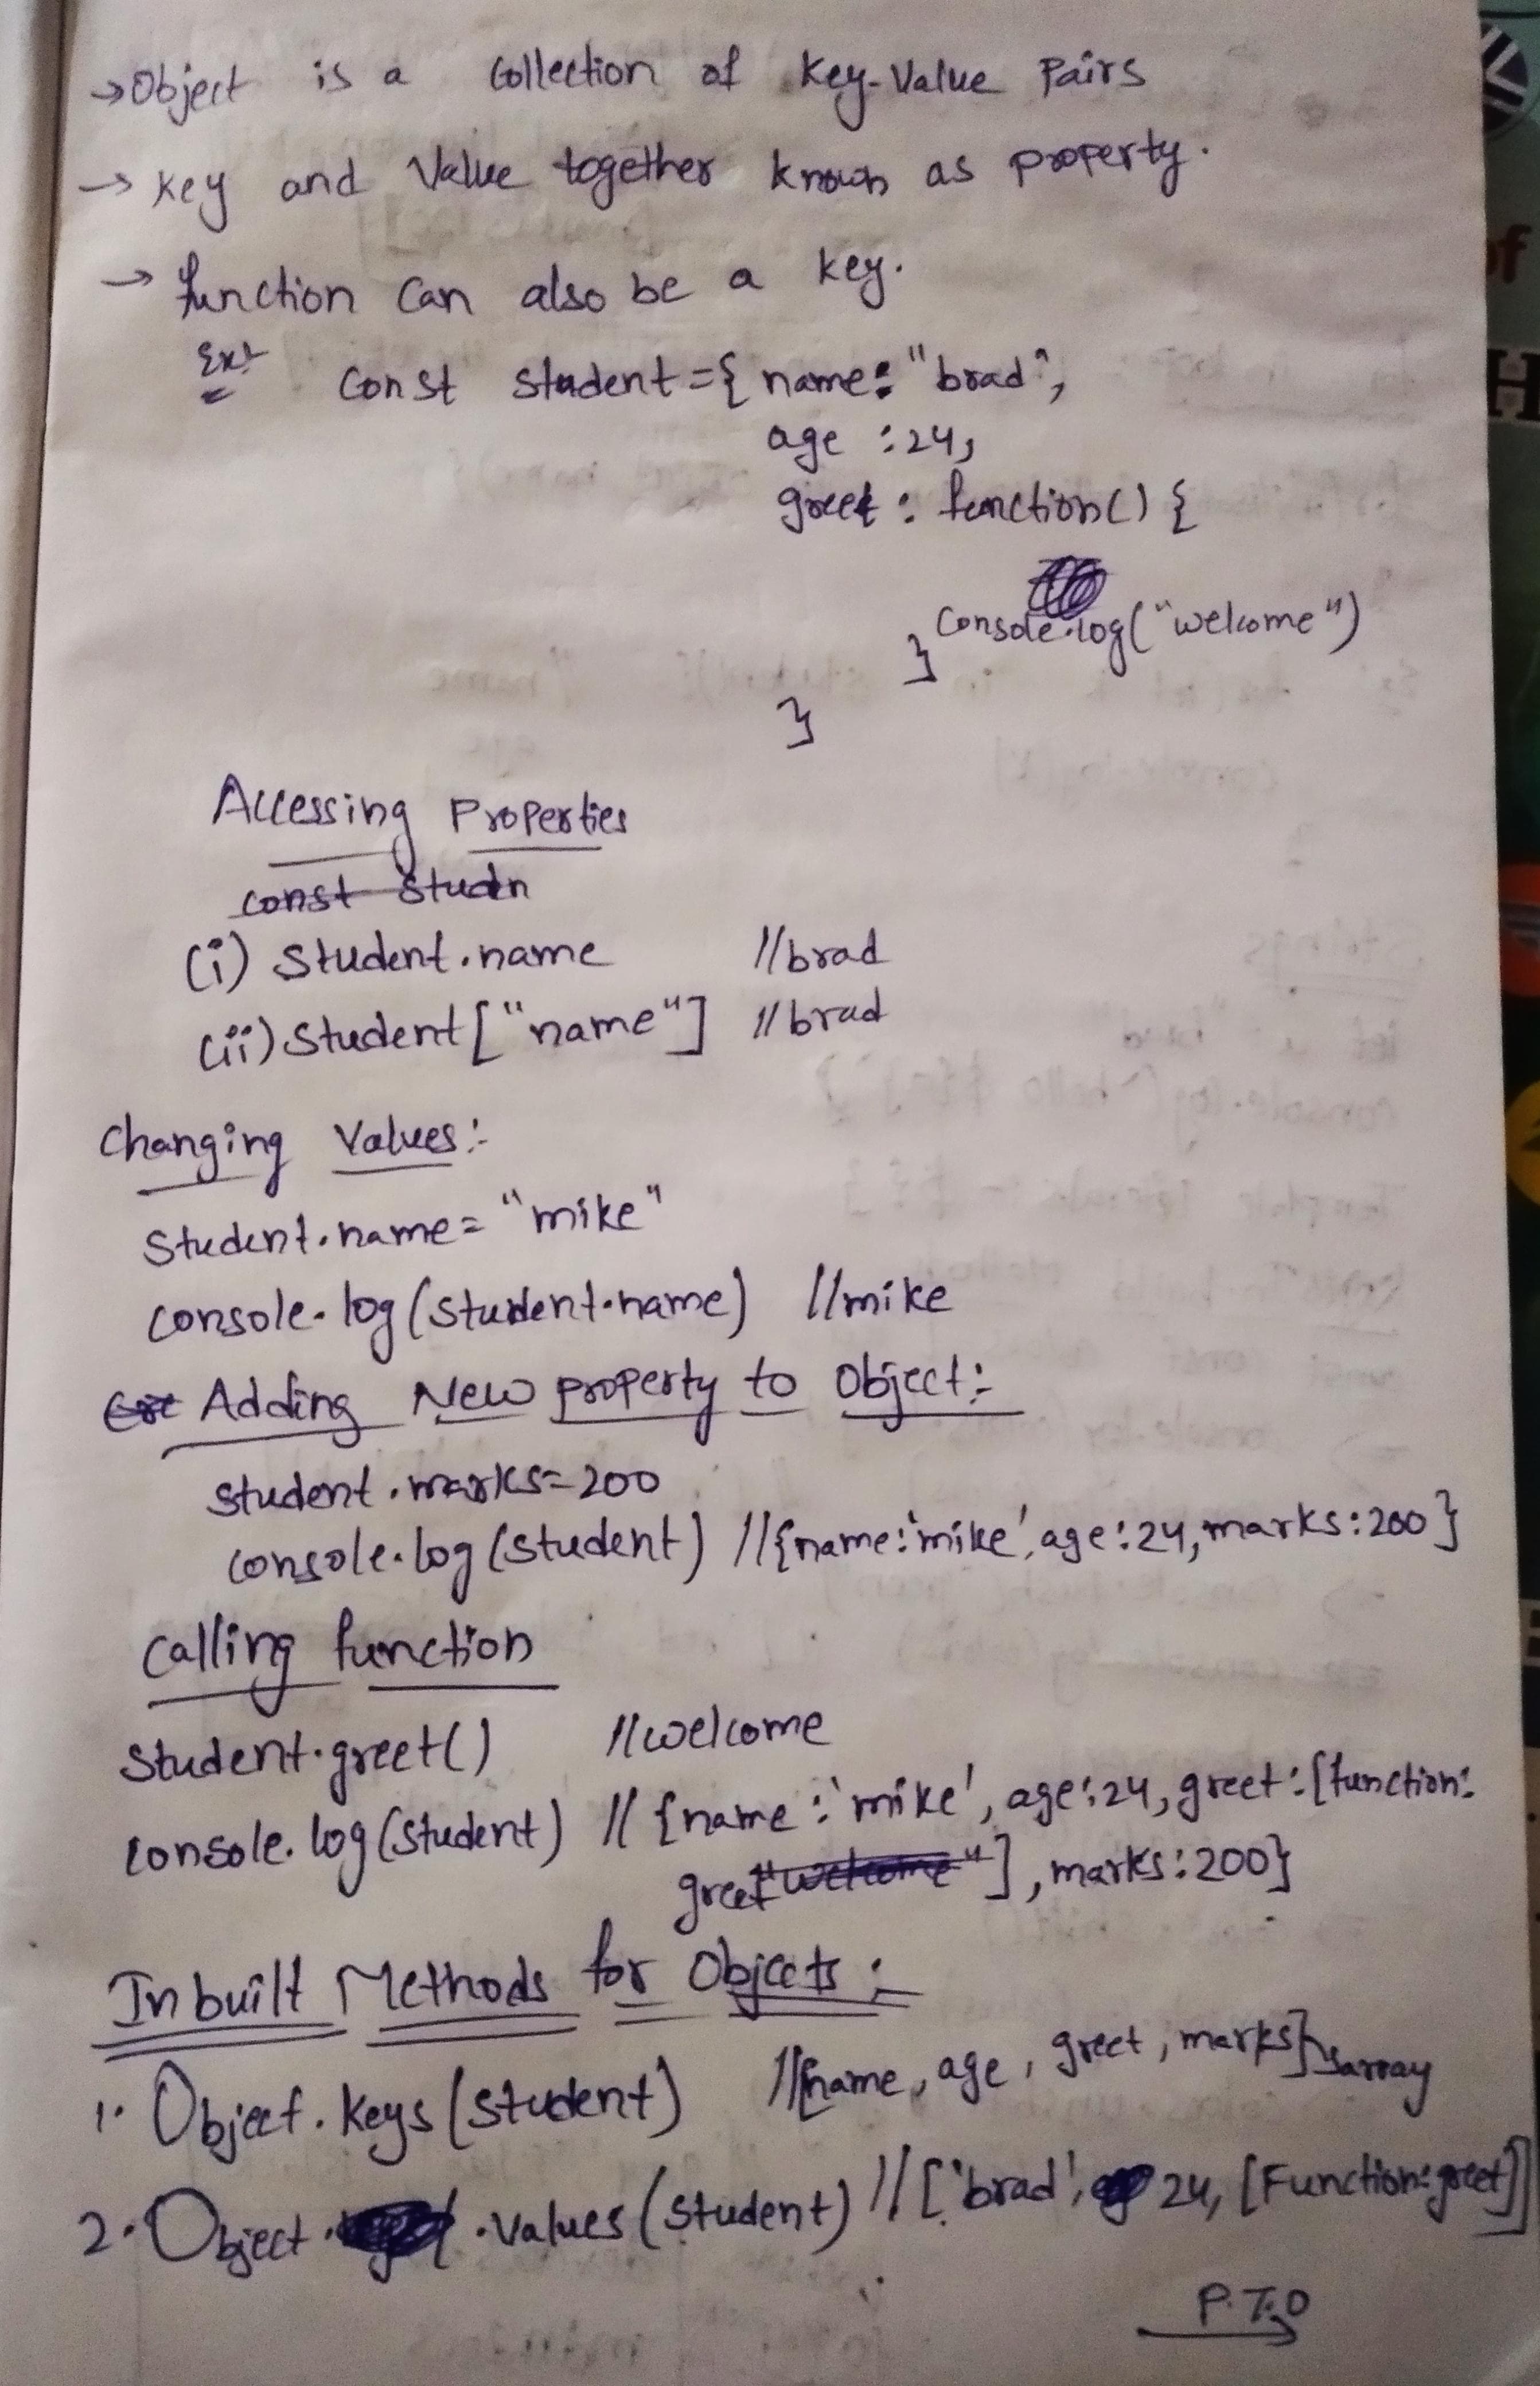 →Object is a Collection of Key-Value Pairs
→ key and Value together known as property.
→ function Can also be a key.
Ex:- Const student={ name: "brad",
age :24,
greet : function() {
console.log("welcome")
}
}
Accessing Properties
const Studn
(i) Student.name //brad
(ii) Student["name"] //brad
Changing Values:-
Student.name= "mike"
console.log(student.name) //mike
Adding New property to Object:-
student.marks=200
console.log(student) //{name:'mike',age:24,marks:200}
Calling function
Student.greet() //welcome
console.log(student) // {name:'mike', age:24, greet:[function:
greet "welcome"], marks:200}
Inbuilt Methods for Objects:
1. Object.keys(student) //[name, age, greet, marks]→array
2. Object.values(student) //['brad', 24, [Function:greet]]
P.T.O